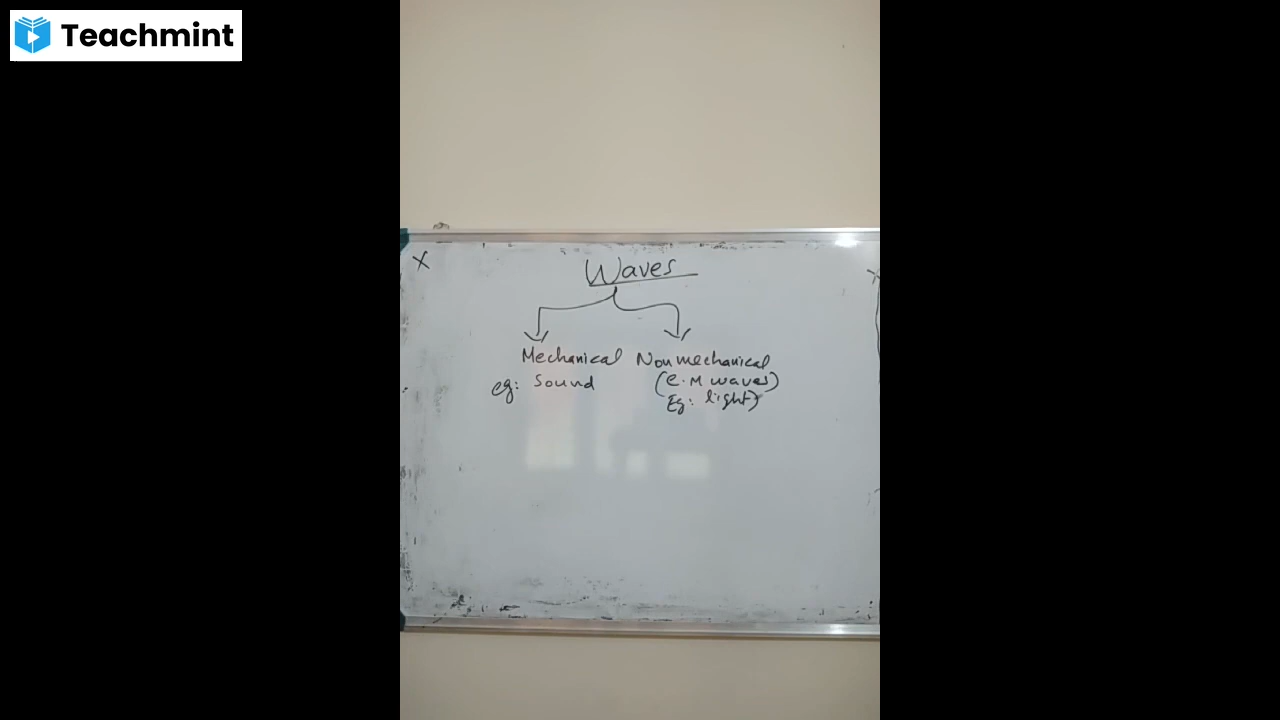 Teachmint
Waves
Mechanical Nonmechanical
eg: Sound (E.M waves)
Eg: light)